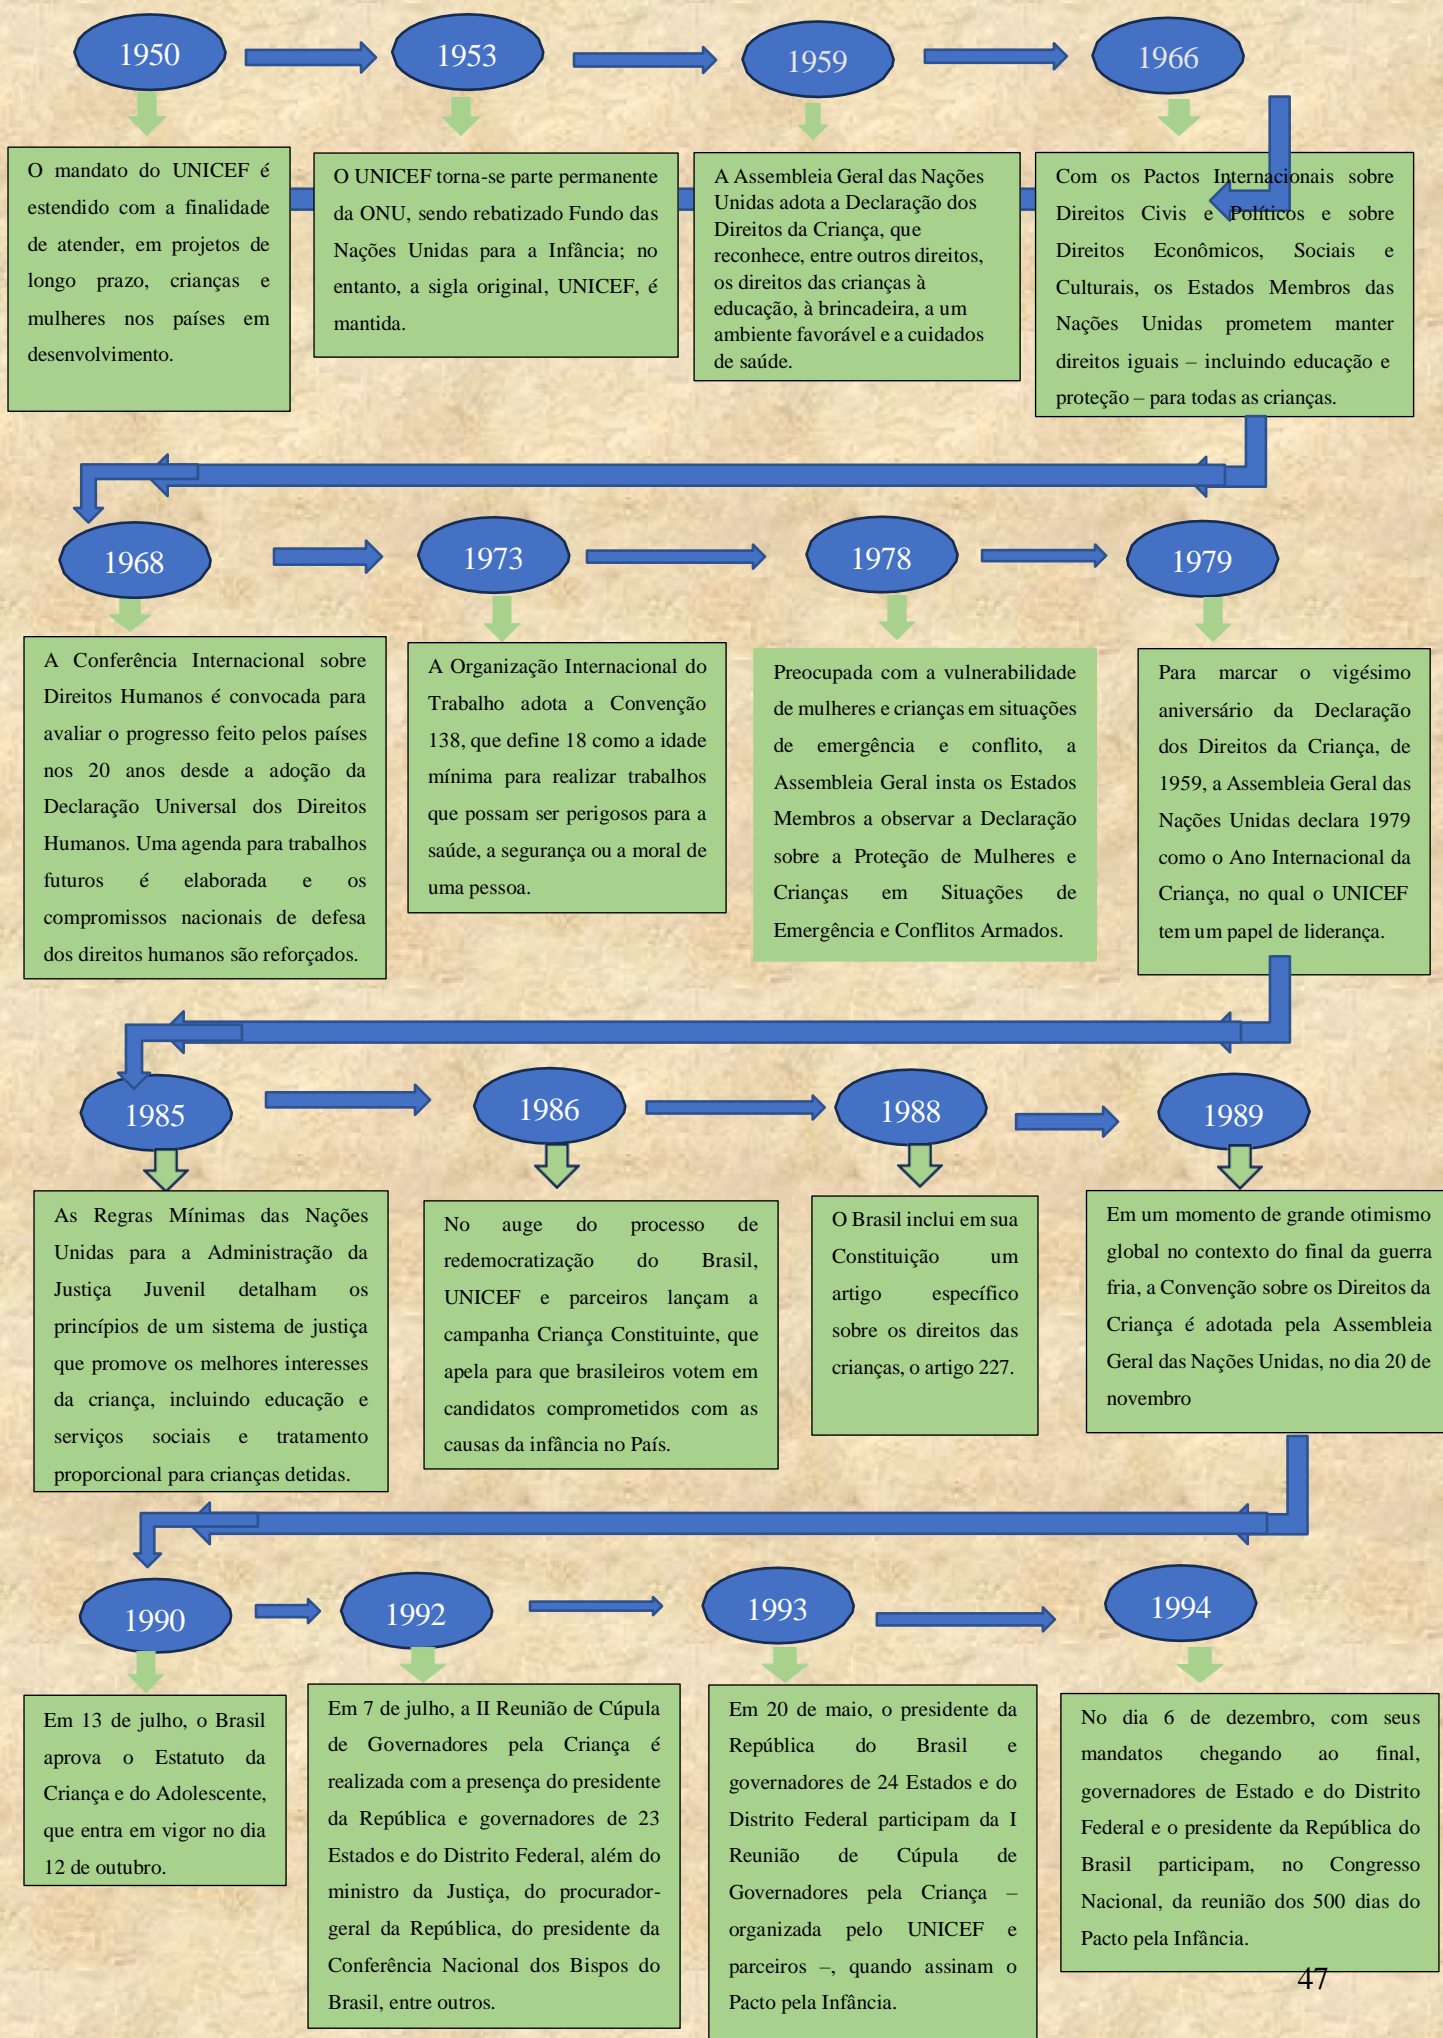 1950
1953
1959
1966
O mandato do UNICEF é
estendido com a finalidade
de atender, em projetos de
longo prazo, crianças e
mulheres nos países em
desenvolvimento.
O UNICEF torna-se parte permanente
da ONU, sendo rebatizado Fundo das
Nações Unidas para a Infância; no
entanto, a sigla original, UNICEF, é
mantida.
A Assembleia Geral das Nações
Unidas adota a Declaração dos
Direitos da Criança, que
reconhece, entre outros direitos,
os direitos das crianças à
educação, à brincadeira, a um
ambiente favorável e a cuidados
de saúde.
Com os Pactos Internacionais sobre
Direitos Civis e Políticos e sobre
Direitos Econômicos, Sociais e
Culturais, os Estados Membros das
Nações Unidas prometem manter
direitos iguais – incluindo educação e
proteção – para todas as crianças.
1968
1973
1978
1979
A Conferência Internacional sobre
Direitos Humanos é convocada para
avaliar o progresso feito pelos países
nos 20 anos desde a adoção da
Declaração Universal dos Direitos
Humanos. Uma agenda para trabalhos
futuros é elaborada e os
compromissos nacionais de defesa
dos direitos humanos são reforçados.
A Organização Internacional do
Trabalho adota a Convenção
138, que define 18 como a idade
mínima para realizar trabalhos
que possam ser perigosos para a
saúde, a segurança ou a moral de
uma pessoa.
Preocupada com a vulnerabilidade
de mulheres e crianças em situações
de emergência e conflito, a
Assembleia Geral insta os Estados
Membros a observar a Declaração
sobre a Proteção de Mulheres e
Crianças em Situações de
Emergência e Conflitos Armados.
Para marcar o vigésimo
aniversário da Declaração
dos Direitos da Criança, de
1959, a Assembleia Geral das
Nações Unidas declara 1979
como o Ano Internacional da
Criança, no qual o UNICEF
tem um papel de liderança.
1985
1986
1988
1989
As Regras Mínimas das Nações
Unidas para a Administração da
Justiça Juvenil detalham os
princípios de um sistema de justiça
que promove os melhores interesses
da criança, incluindo educação e
serviços sociais e tratamento
proporcional para crianças detidas.
No auge do processo de
redemocratização do Brasil,
UNICEF e parceiros lançam a
campanha Criança Constituinte, que
apela para que brasileiros votem em
candidatos comprometidos com as
causas da infância no País.
O Brasil inclui em sua
Constituição um
artigo específico
sobre os direitos das
crianças, o artigo 227.
Em um momento de grande otimismo
global no contexto do final da guerra
fria, a Convenção sobre os Direitos da
Criança é adotada pela Assembleia
Geral das Nações Unidas, no dia 20 de
novembro
1990
1992
1993
1994
Em 13 de julho, o Brasil
aprova o Estatuto da
Criança e do Adolescente,
que entra em vigor no dia
12 de outubro.
Em 7 de julho, a II Reunião de Cúpula
de Governadores pela Criança é
realizada com a presença do presidente
da República e governadores de 23
Estados e do Distrito Federal, além do
ministro da Justiça, do procurador-
geral da República, do presidente da
Conferência Nacional dos Bispos do
Brasil, entre outros.
Em 20 de maio, o presidente da
República do Brasil e
governadores de 24 Estados e do
Distrito Federal participam da I
Reunião de Cúpula de
Governadores pela Criança –
organizada pelo UNICEF e
parceiros –, quando assinam o
Pacto pela Infância.
No dia 6 de dezembro, com seus
mandatos chegando ao final,
governadores de Estado e do Distrito
Federal e o presidente da República do
Brasil participam, no Congresso
Nacional, da reunião dos 500 dias do
Pacto pela Infância.
47